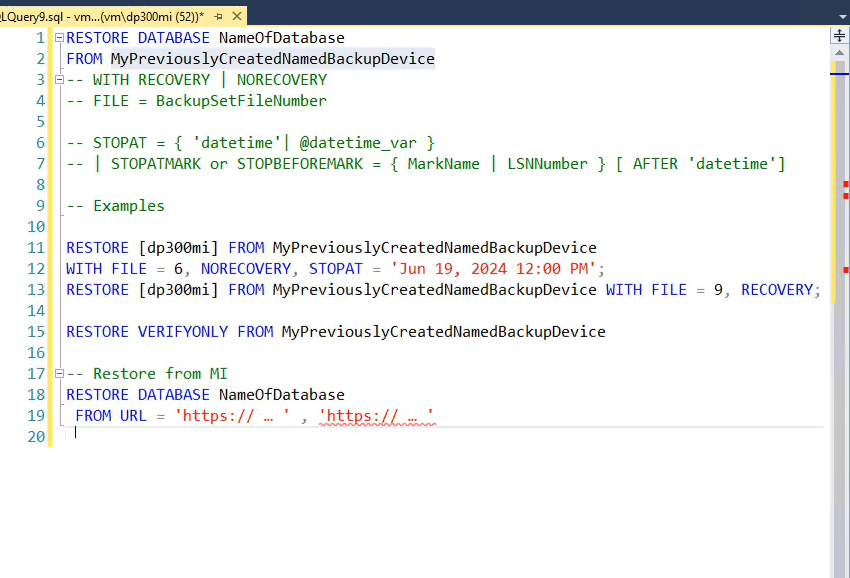 LQuery9.sql - vm...(vm\dp300mi (52))*
1 RESTORE DATABASE NameOfDatabase
2 FROM MyPreviouslyCreatedNamedBackupDevice
3 -- WITH RECOVERY | NORECOVERY
4 -- FILE = BackupSetFileNumber
5
6 -- STOPAT = { 'datetime'| @datetime_var }
7 -- | STOPATMARK or STOPBEFOREMARK = { MarkName | LSNNumber } [ AFTER 'datetime']
8
9 -- Examples
10
11 RESTORE [dp300mi] FROM MyPreviouslyCreatedNamedBackupDevice
12 WITH FILE = 6, NORECOVERY, STOPAT = 'Jun 19, 2024 12:00 PM';
13 RESTORE [dp300mi] FROM MyPreviouslyCreatedNamedBackupDevice WITH FILE = 9, RECOVERY;
14
15 RESTORE VERIFYONLY FROM MyPreviouslyCreatedNamedBackupDevice
16
17 -- Restore from MI
18 RESTORE DATABASE NameOfDatabase
19 FROM URL = 'https:// … ' , 'https:// … '
20